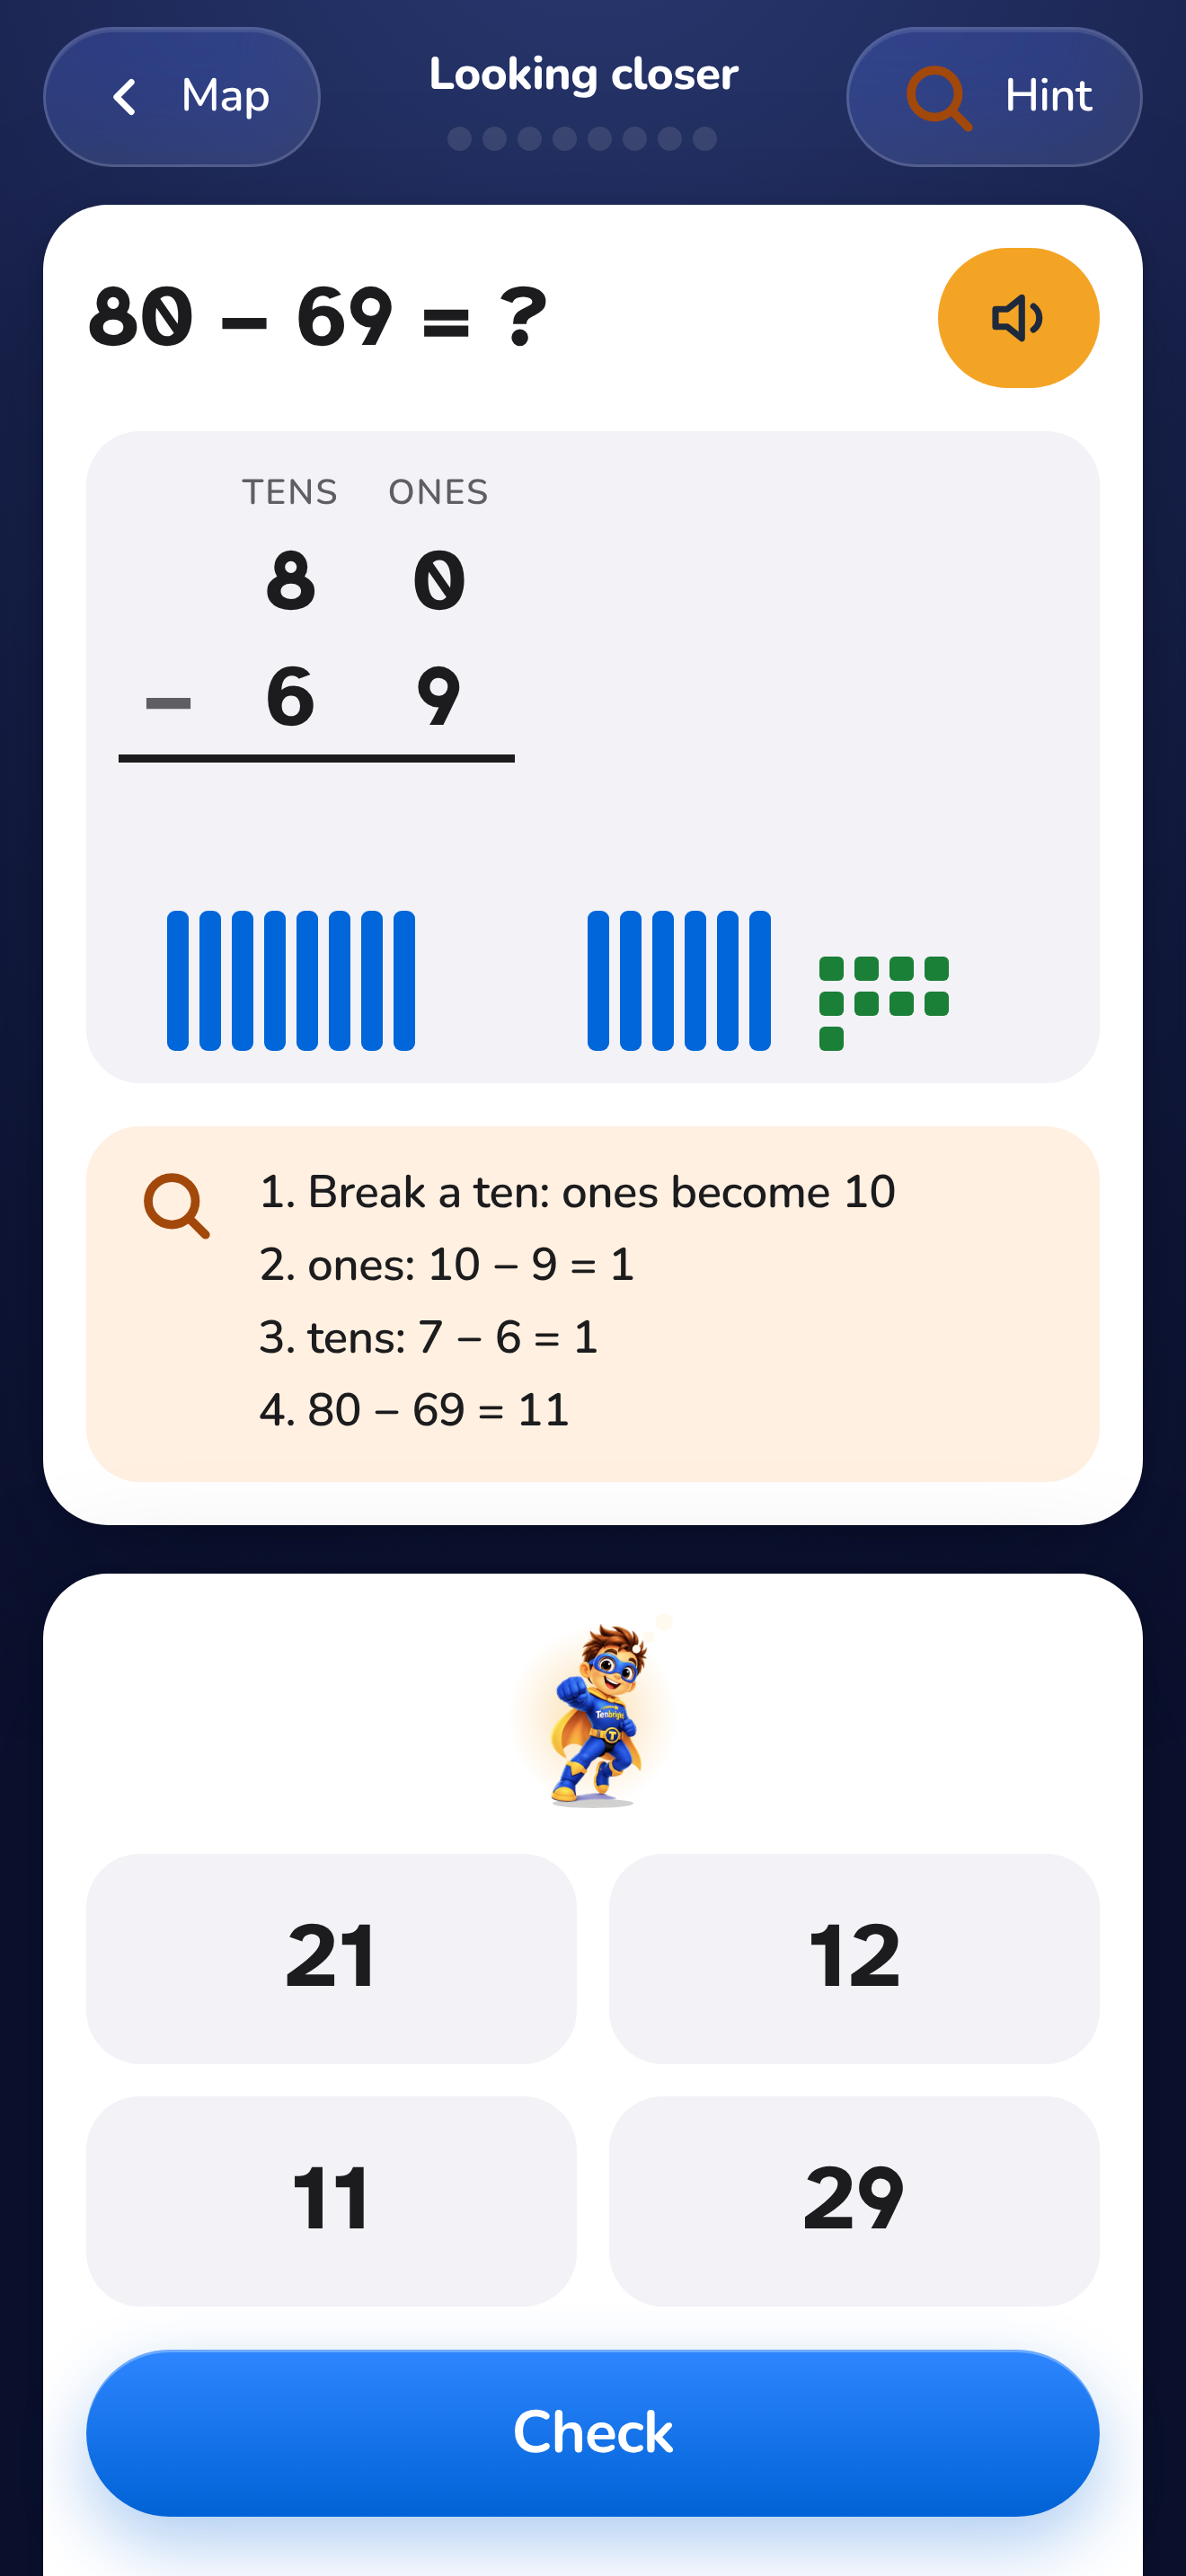 Map
Looking closer
Hint
80 – 69 = ?
TENS ONES
8 0
– 6 9
1. Break a ten: ones become 10
2. ones: 10 – 9 = 1
3. tens: 7 – 6 = 1
4. 80 – 69 = 11
Tenbright
T
21
12
11
29
Check